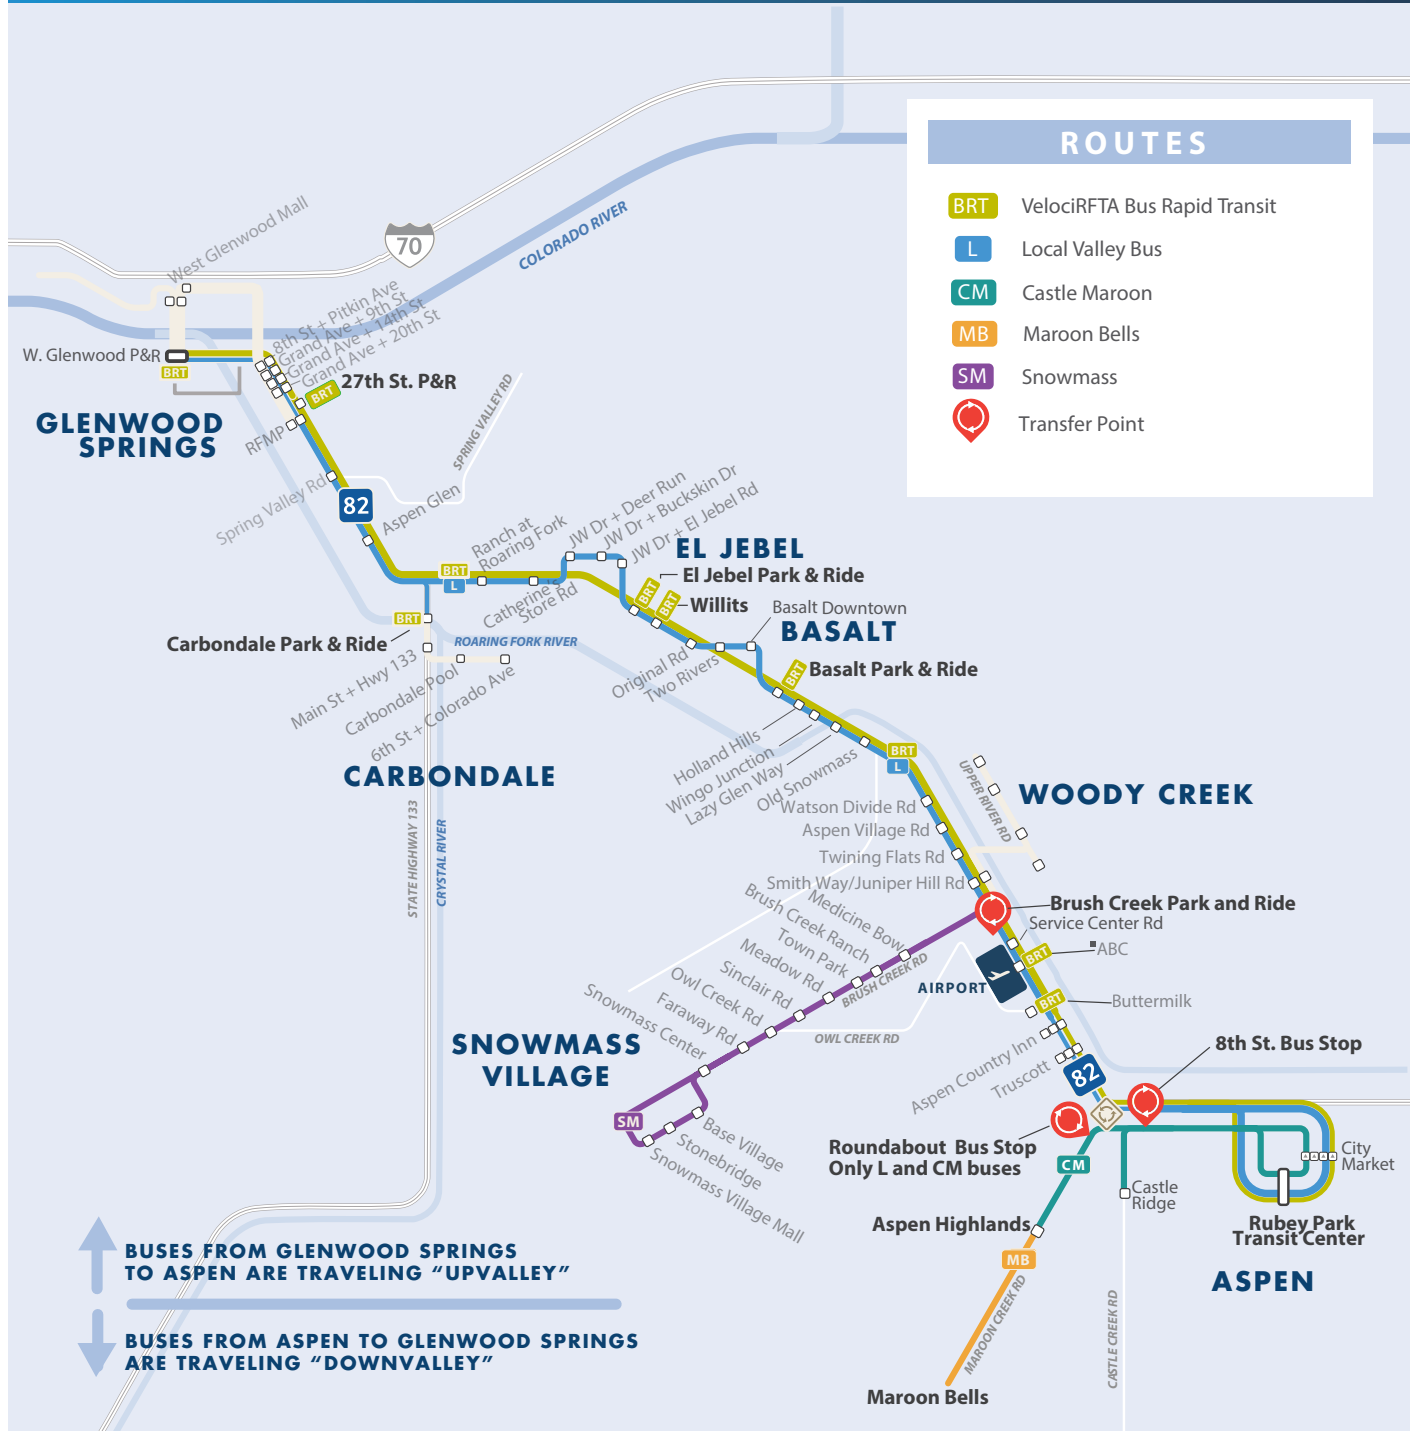 ROUTES
BRT VelociRFTA Bus Rapid Transit
L Local Valley Bus
CM Castle Maroon
MB Maroon Bells
SM Snowmass
Transfer Point
70
COLORADO RIVER
West Glenwood Mall
8th St + Pitkin Ave
Grand Ave + 9th St
Grand Ave + 14th St
Grand Ave + 20th St
W. Glenwood P&R
BRT
BRT
27th St. P&R
GLENWOOD
SPRINGS
RFMP
SPRING VALLEY RD
Spring Valley Rd
82
Aspen Glen
BRT
L
Ranch at
Roaring Fork
Catherine's
Store Rd
JW Dr + Deer Run
JW Dr + Buckskin Dr
JW Dr + El Jebel Rd
EL JEBEL
BRT
El Jebel Park & Ride
BRT
Willits
Basalt Downtown
BASALT
BRT
Carbondale Park & Ride
ROARING FORK RIVER
Main St + Hwy 133
Carbondale Pool
6th St + Colorado Ave
CARBONDALE
STATE HIGHWAY 133
CRYSTAL RIVER
Original Rd
Two Rivers
BRT
Basalt Park & Ride
Holland Hills
Wingo Junction
Lazy Glen Way
Old Snowmass
BRT
L
WOODY CREEK
UPPER RIVER RD
Watson Divide Rd
Aspen Village Rd
Twining Flats Rd
Smith Way/Juniper Hill Rd
Brush Creek Park and Ride
Service Center Rd
BRT
ABC
AIRPORT
BRT
Buttermilk
Medicine Bow
Brush Creek Ranch
Town Park
Meadow Rd
Sinclair Rd
Owl Creek Rd
Faraway Rd
Snowmass Center
BRUSH CREEK RD
OWL CREEK RD
SNOWMASS
VILLAGE
SM
Base Village
Stonebridge
Snowmass Village Mall
Aspen Country Inn
Truscott
82
8th St. Bus Stop
Roundabout Bus Stop
Only L and CM buses
CM
City
Market
Castle
Ridge
Rubey Park
Transit Center
ASPEN
Aspen Highlands
MB
MAROON CREEK RD
CASTLE CREEK RD
Maroon Bells
BUSES FROM GLENWOOD SPRINGS
TO ASPEN ARE TRAVELING “UPVALLEY”
BUSES FROM ASPEN TO GLENWOOD SPRINGS
ARE TRAVELING “DOWNVALLEY”